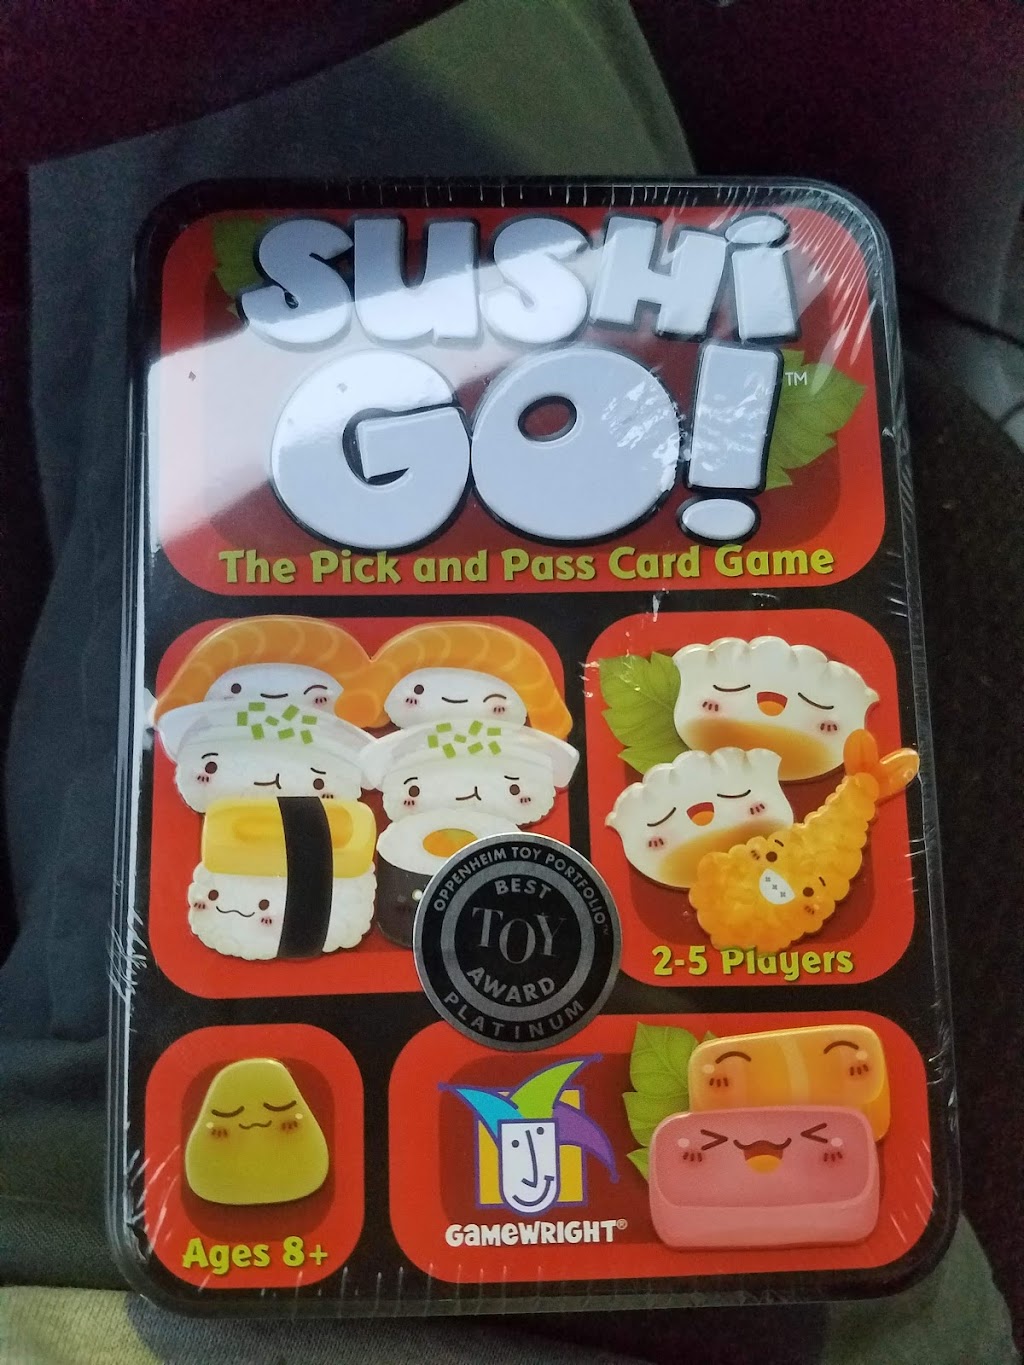 SUSHi
GO!™
The Pick and Pass Card Game
OPPENHEIM TOY PORTFOLIO™
BEST
TOY
AWARD
PLATINUM
2-5 Players
Ages 8+
GAMEWRIGHT®